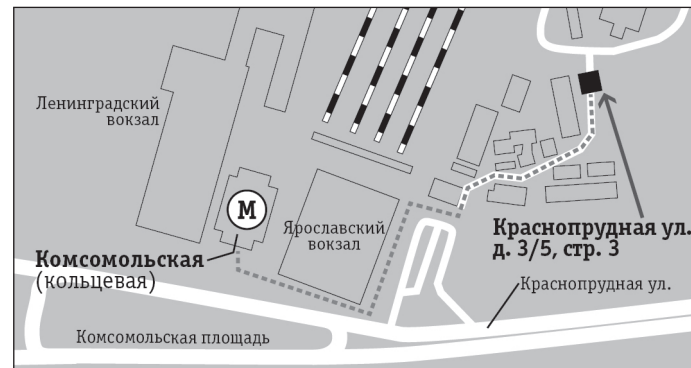 Ленинградский
вокзал
М
Ярославский
вокзал
Комсомольская
(кольцевая)
Краснопрудная ул.
д. 3/5, стр. 3
Краснопрудная ул.
Комсомольская площадь